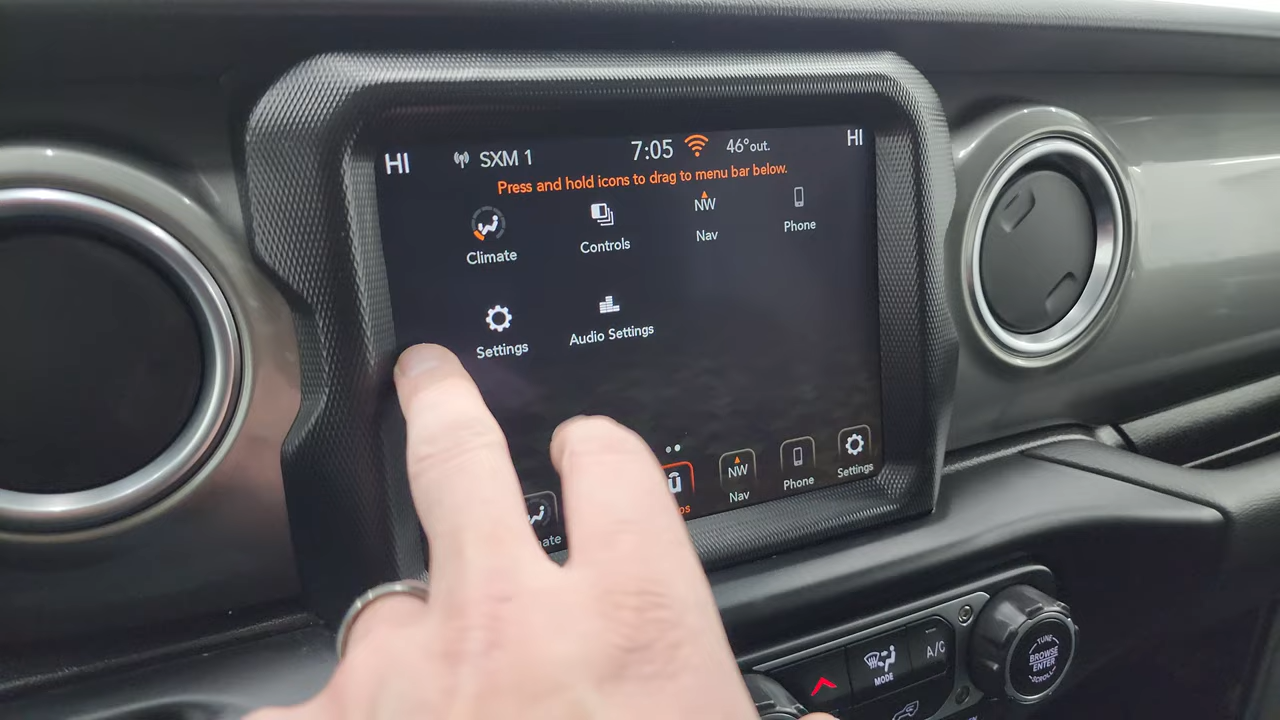 HI SXM 1 7:05 46°out. HI
Press and hold icons to drag to menu bar below.
Climate Controls NW Nav Phone
Settings Audio Settings
NW
Nav Phone Settings
MODE A/C
TUNE
BROWSE
ENTER
SCROLL